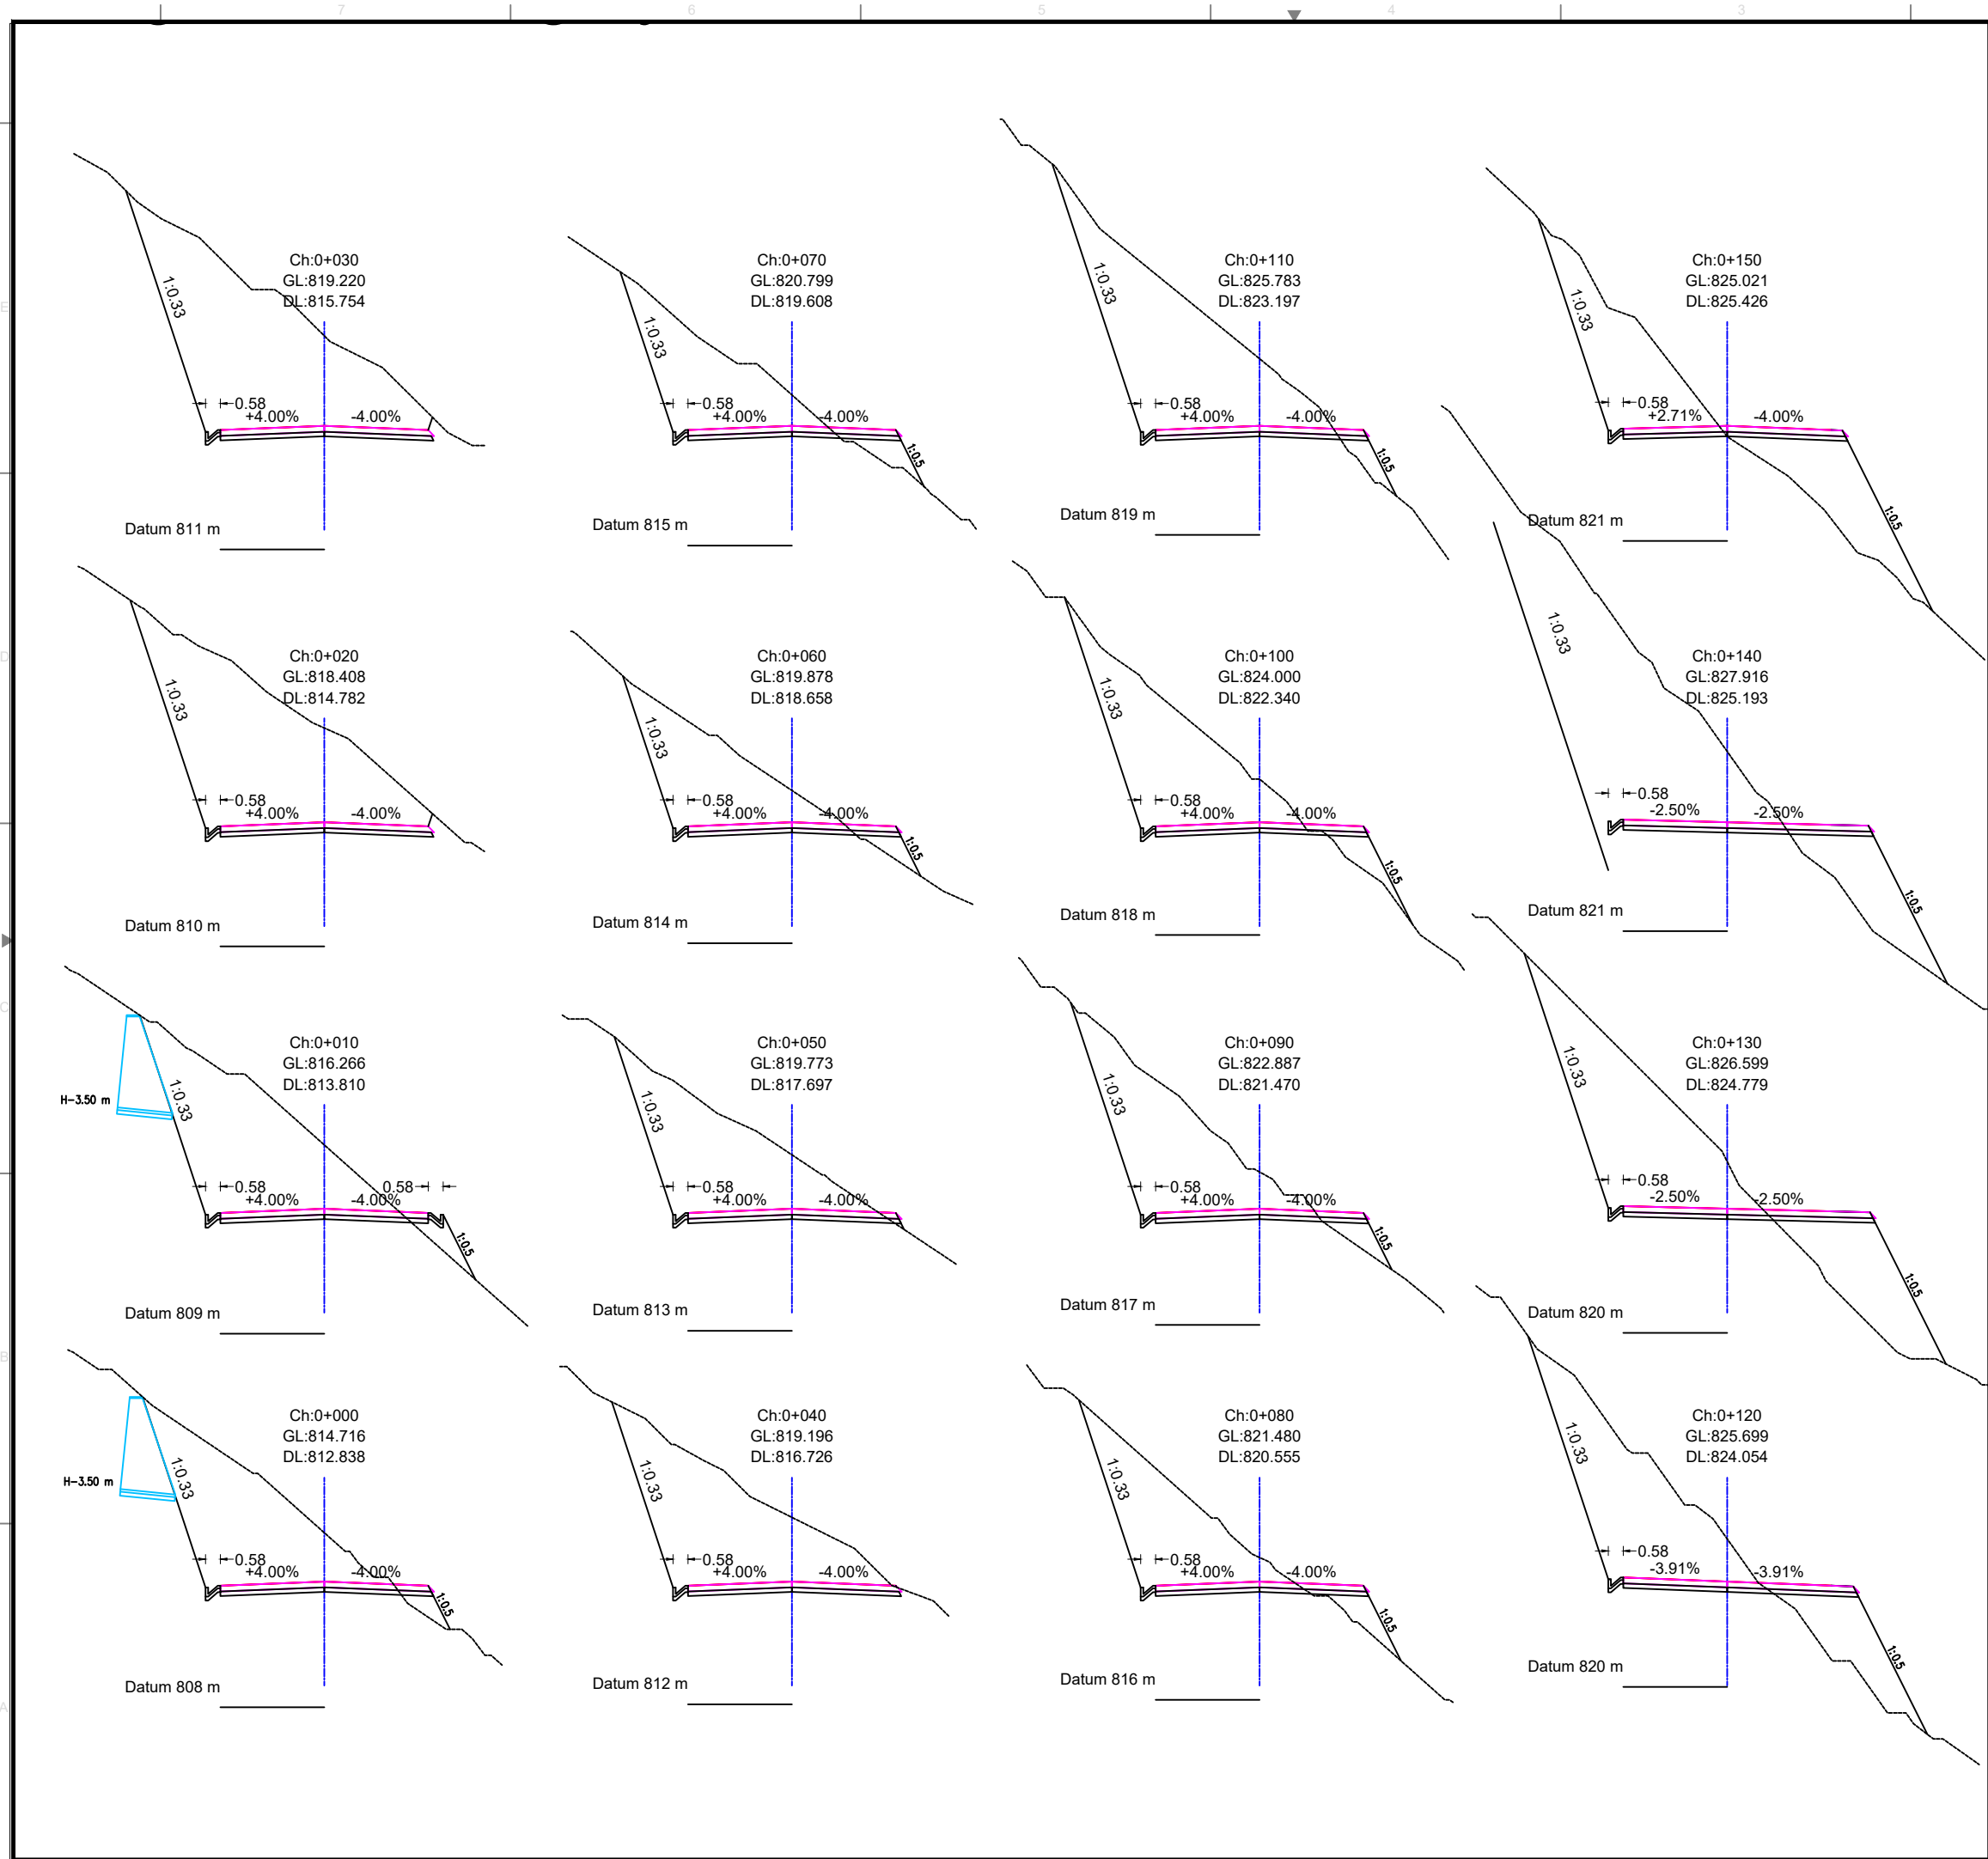 7 6 5 4 3
Ch:0+030
GL:819.220
DL:815.754
1:0.33
0.58
+4.00% -4.00%
Datum 811 m
Ch:0+070
GL:820.799
DL:819.608
1:0.33
0.58
+4.00% -4.00%
1:0.5
Datum 815 m
Ch:0+110
GL:825.783
DL:823.197
1:0.33
0.58
+4.00% -4.00%
1:0.5
Datum 819 m
Ch:0+150
GL:825.021
DL:825.426
1:0.33
0.58
+2.71% -4.00%
1:0.5
Datum 821 m
E
D
Ch:0+020
GL:818.408
DL:814.782
1:0.33
0.58
+4.00% -4.00%
Datum 810 m
Ch:0+060
GL:819.878
DL:818.658
1:0.33
0.58
+4.00% -4.00%
1:0.5
Datum 814 m
Ch:0+100
GL:824.000
DL:822.340
1:0.33
0.58
+4.00% -4.00%
1:0.5
Datum 818 m
Ch:0+140
GL:827.916
DL:825.193
1:0.33
0.58
-2.50% -2.50%
1:0.5
Datum 821 m
C
Ch:0+010
GL:816.266
DL:813.810
H-3.50 m
1:0.33
0.58 0.58
+4.00% -4.00%
1:0.5
Datum 809 m
Ch:0+050
GL:819.773
DL:817.697
1:0.33
0.58
+4.00% -4.00%
Datum 813 m
Ch:0+090
GL:822.887
DL:821.470
1:0.33
0.58
+4.00% -4.00%
1:0.5
Datum 817 m
Ch:0+130
GL:826.599
DL:824.779
1:0.33
0.58
-2.50% -2.50%
1:0.5
Datum 820 m
B
Ch:0+000
GL:814.716
DL:812.838
H-3.50 m
1:0.33
0.58
+4.00% -4.00%
1:0.5
Datum 808 m
Ch:0+040
GL:819.196
DL:816.726
1:0.33
0.58
+4.00% -4.00%
Datum 812 m
Ch:0+080
GL:821.480
DL:820.555
1:0.33
0.58
+4.00% -4.00%
1:0.5
Datum 816 m
Ch:0+120
GL:825.699
DL:824.054
1:0.33
0.58
-3.91% -3.91%
1:0.5
Datum 820 m
A